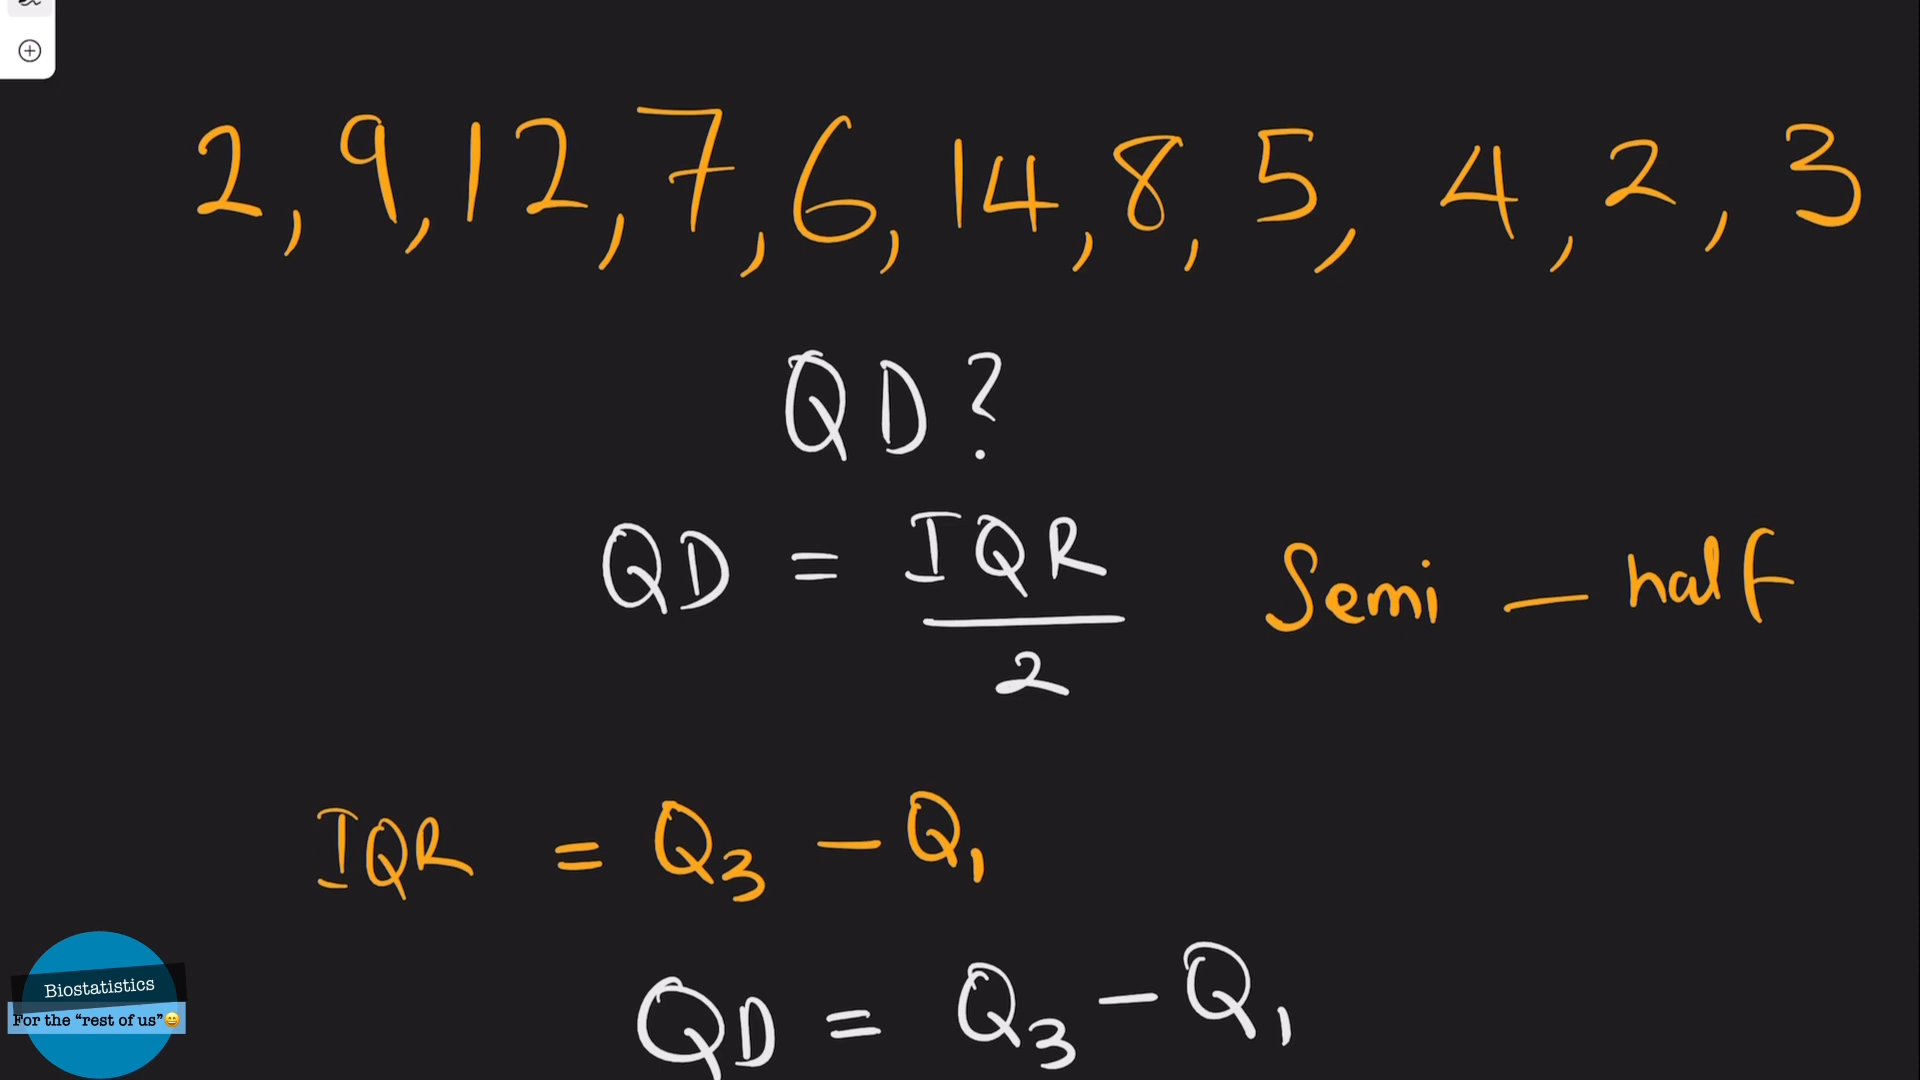 2, 9, 12, 7, 6, 14, 8, 5, 4, 2, 3
QD?
QD = IQR
2
Semi — half
IQR = Q₃ — Q₁
QD = Q₃ — Q₁
Biostatistics
For the “rest of us”😄